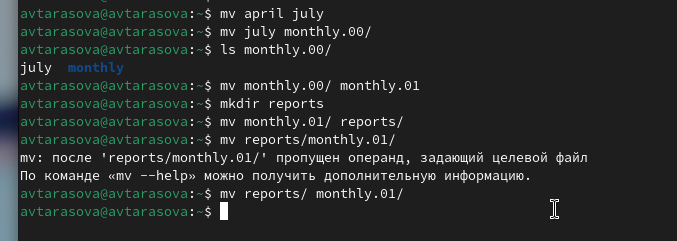 avtarasova@avtarasova:~$ mv april july
avtarasova@avtarasova:~$ mv july monthly.00/
avtarasova@avtarasova:~$ ls monthly.00/
july  monthly
avtarasova@avtarasova:~$ mv monthly.00/ monthly.01
avtarasova@avtarasova:~$ mkdir reports
avtarasova@avtarasova:~$ mv monthly.01/ reports/
avtarasova@avtarasova:~$ mv reports/monthly.01/
mv: после 'reports/monthly.01/' пропущен операнд, задающий целевой файл
По команде «mv --help» можно получить дополнительную информацию.
avtarasova@avtarasova:~$ mv reports/ monthly.01/
avtarasova@avtarasova:~$